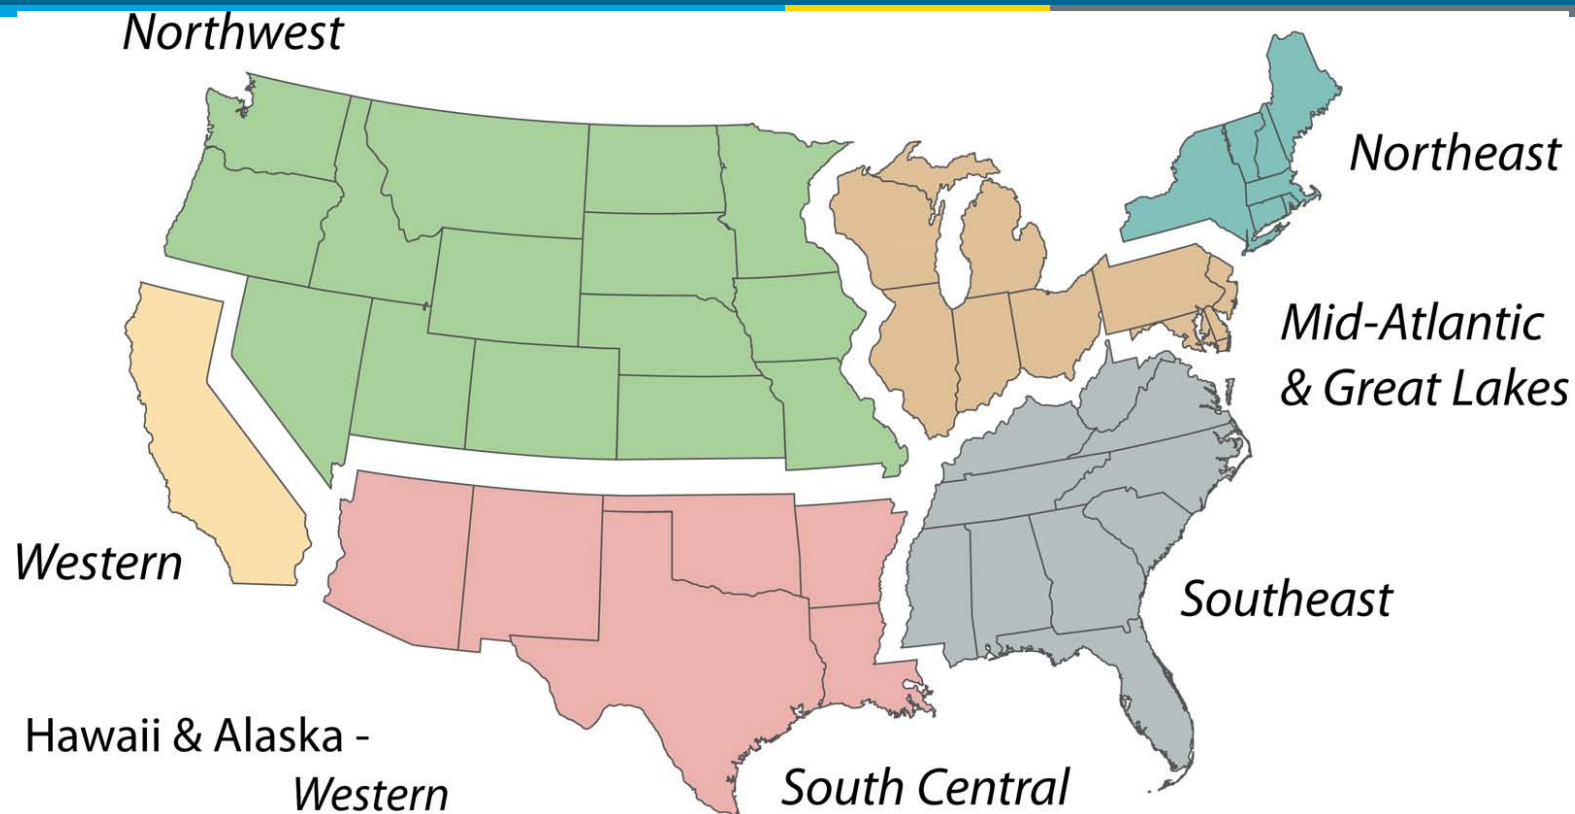 Northwest
Northeast
Mid-Atlantic
& Great Lakes
Western
Southeast
Hawaii & Alaska -
Western
South Central